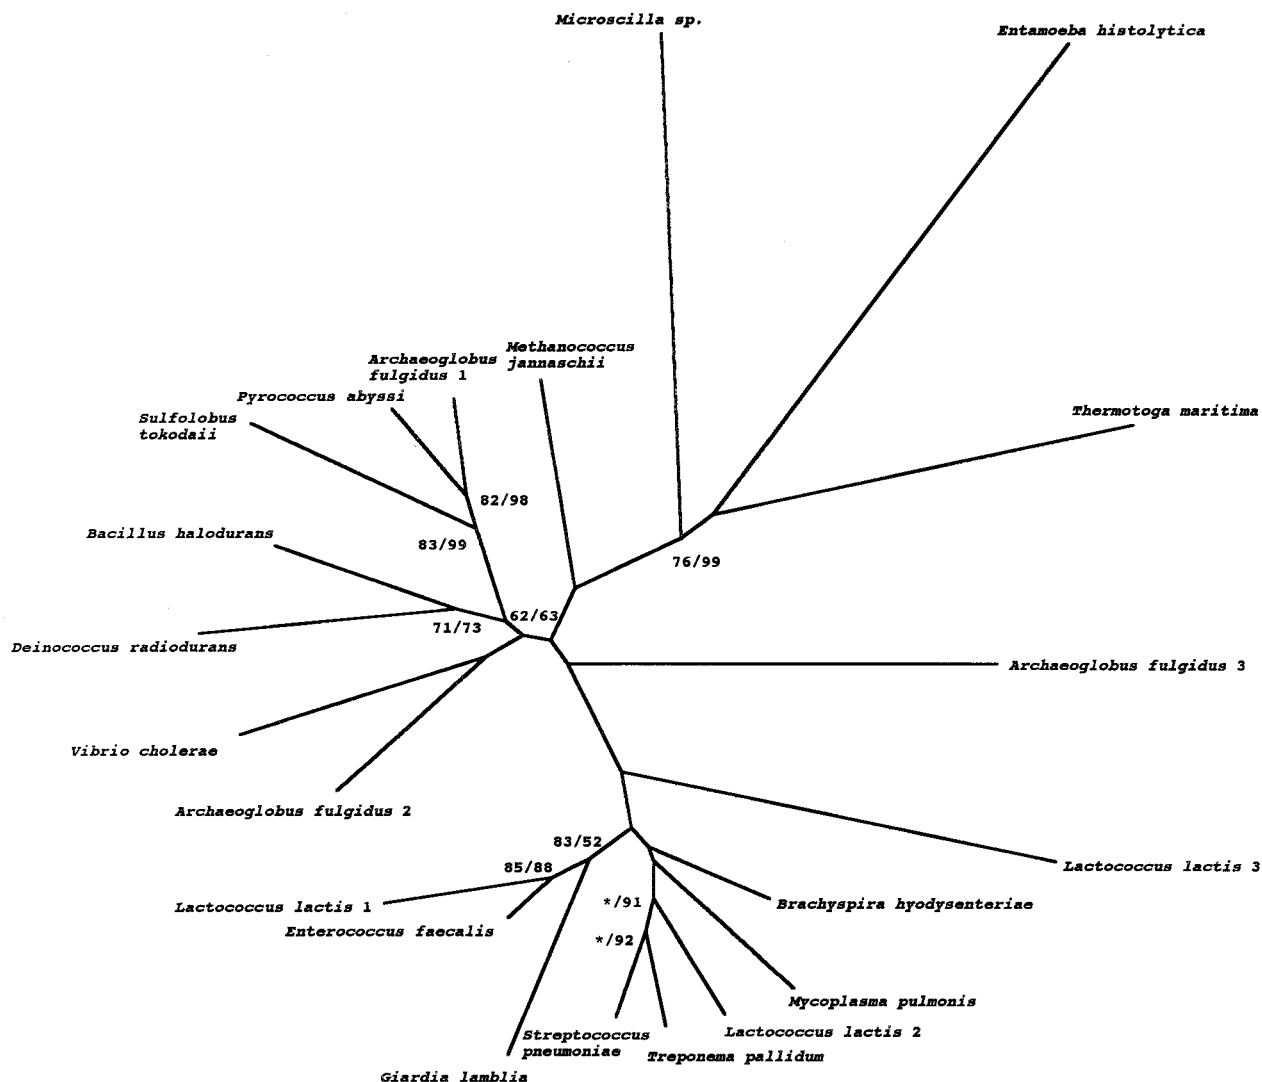 Microscilla sp.
Entamoeba histolytica
Methanococcus
jannaschii
Archaeoglobus
fulgidus 1
Pyrococcus abyssi
Sulfolobus
tokodaii
Thermotoga maritima
82/98
Bacillus halodurans
83/99
76/99
62/63
71/73
Deinococcus radiodurans
Archaeoglobus fulgidus 3
Vibrio cholerae
Archaeoglobus fulgidus 2
83/52
85/88
Lactococcus lactis 3
Lactococcus lactis 1
*/91
Brachyspira hyodysenteriae
Enterococcus faecalis
*/92
Mycoplasma pulmonis
Streptococcus
pneumoniae
Lactococcus lactis 2
Treponema pallidum
Giardia lamblia